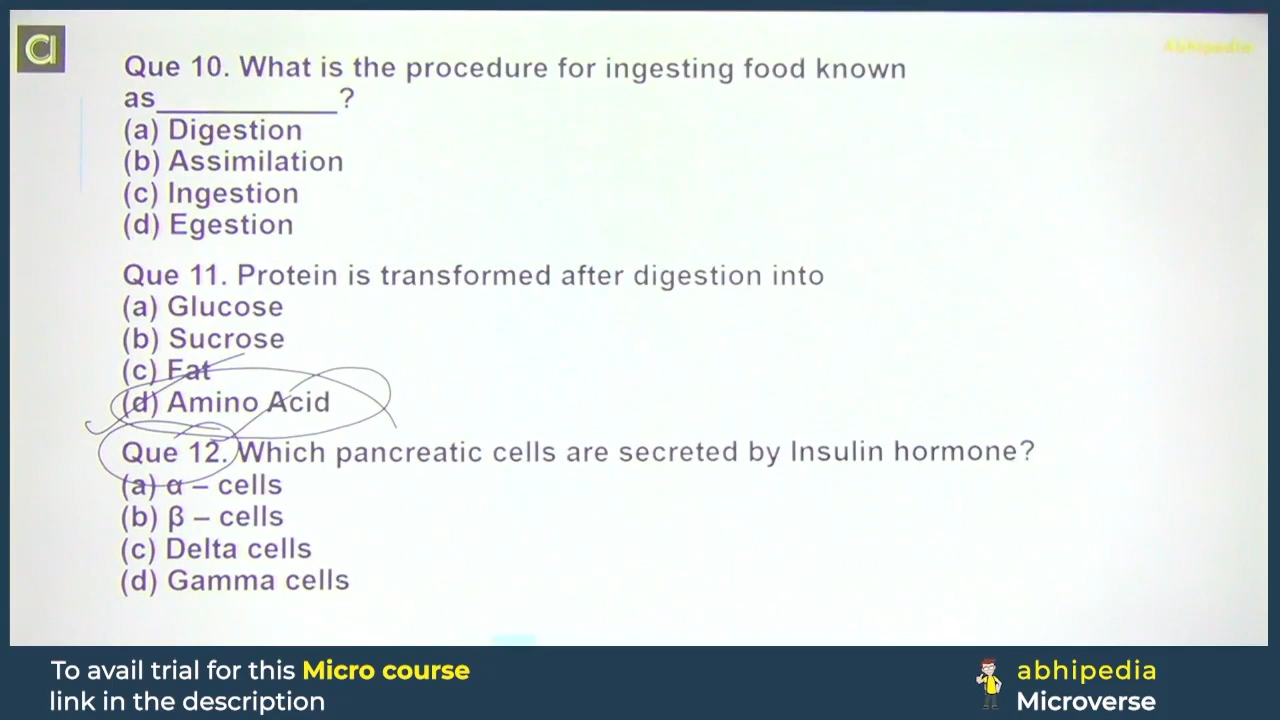 Abhipedia
Que 10. What is the procedure for ingesting food known
as____________?
(a) Digestion
(b) Assimilation
(c) Ingestion
(d) Egestion
Que 11. Protein is transformed after digestion into
(a) Glucose
(b) Sucrose
(c) Fat
(d) Amino Acid
Que 12. Which pancreatic cells are secreted by Insulin hormone?
(a) α – cells
(b) β – cells
(c) Delta cells
(d) Gamma cells
To avail trial for this Micro course
link in the description
abhipedia
Microverse